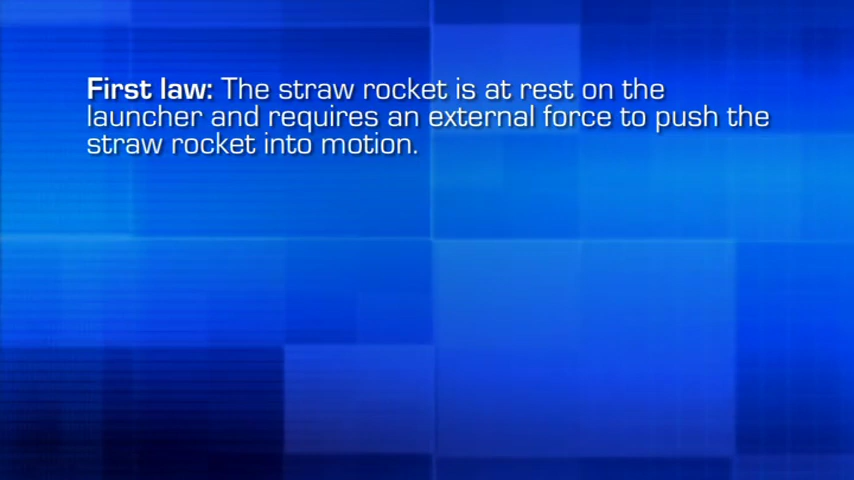 First law: The straw rocket is at rest on the
launcher and requires an external force to push the
straw rocket into motion.